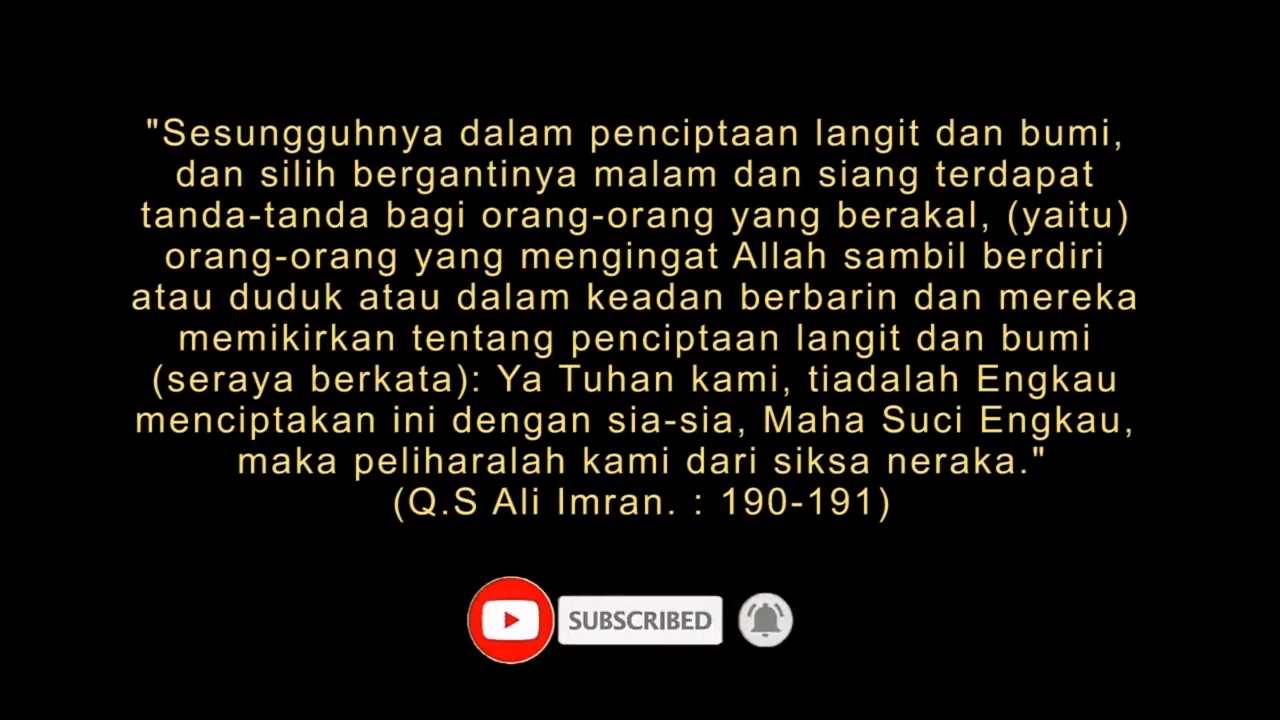 "Sesungguhnya dalam penciptaan langit dan bumi,
dan silih bergantinya malam dan siang terdapat
tanda-tanda bagi orang-orang yang berakal, (yaitu)
orang-orang yang mengingat Allah sambil berdiri
atau duduk atau dalam keadan berbarin dan mereka
memikirkan tentang penciptaan langit dan bumi
(seraya berkata): Ya Tuhan kami, tiadalah Engkau
menciptakan ini dengan sia-sia, Maha Suci Engkau,
maka peliharalah kami dari siksa neraka."
(Q.S Ali Imran. : 190-191)
SUBSCRIBED